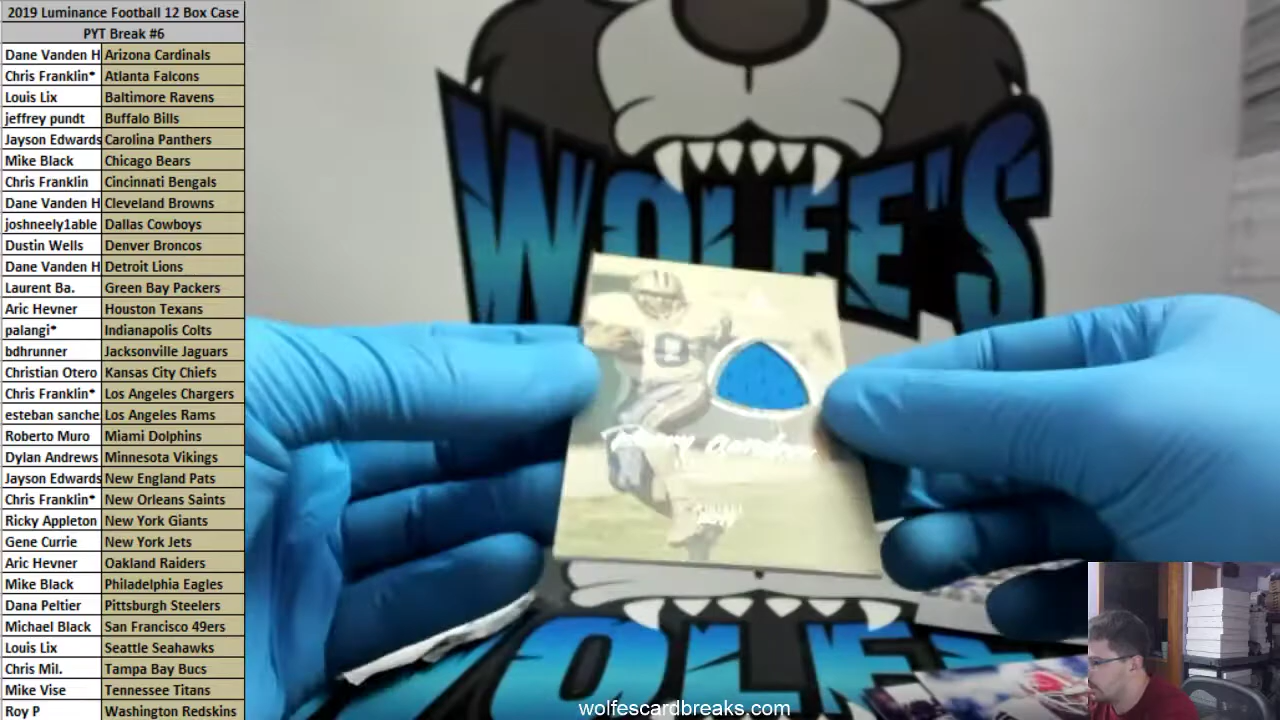 2019 Luminance Football 12 Box Case
PYT Break #6
Dane Vanden H Arizona Cardinals
Chris Franklin* Atlanta Falcons
Louis Lix Baltimore Ravens
jeffrey pundt Buffalo Bills
Jayson Edwards Carolina Panthers
Mike Black Chicago Bears
Chris Franklin Cincinnati Bengals
Dane Vanden H Cleveland Browns
joshneely1able Dallas Cowboys
Dustin Wells Denver Broncos
Dane Vanden H Detroit Lions
Laurent Ba. Green Bay Packers
Aric Hevner Houston Texans
palangi* Indianapolis Colts
bdhrunner Jacksonville Jaguars
Christian Otero Kansas City Chiefs
Chris Franklin* Los Angeles Chargers
esteban sanche Los Angeles Rams
Roberto Muro Miami Dolphins
Dylan Andrews Minnesota Vikings
Jayson Edwards New England Pats
Chris Franklin* New Orleans Saints
Ricky Appleton New York Giants
Gene Currie New York Jets
Aric Hevner Oakland Raiders
Mike Black Philadelphia Eagles
Dana Peltier Pittsburgh Steelers
Michael Black San Francisco 49ers
Louis Lix Seattle Seahawks
Chris Mil. Tampa Bay Bucs
Mike Vise Tennessee Titans
Roy P Washington Redskins
WOLFE'S
wolfescardbreaks.com